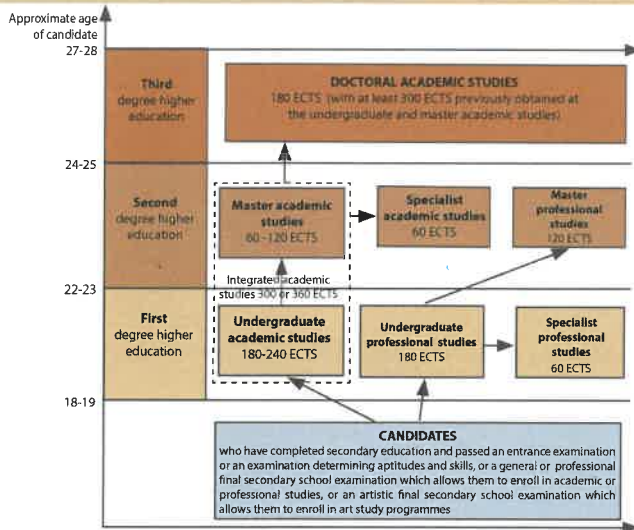 Approximate age
of candidate
27-28
Third
degree higher
education
DOCTORAL ACADEMIC STUDIES
180 ECTS (with at least 300 ECTS previously obtained at
the undergraduate and master academic studies)
24-25
Second
degree higher
education
Master academic
studies
60-120 ECTS
Specialist
academic studies
60 ECTS
Master
professional
studies
120 ECTS
Integrated academic
studies 300 or 360 ECTS
22-23
First
degree higher
education
Undergraduate
academic studies
180-240 ECTS
Undergraduate
professional studies
180 ECTS
Specialist
professional
studies
60 ECTS
18-19
CANDIDATES
who have completed secondary education and passed an entrance examination
or an examination determining aptitudes and skills, or a general or professional
final secondary school examination which allows them to enroll in academic or
professional studies, or an artistic final secondary school examination which
allows them to enroll in art study programmes